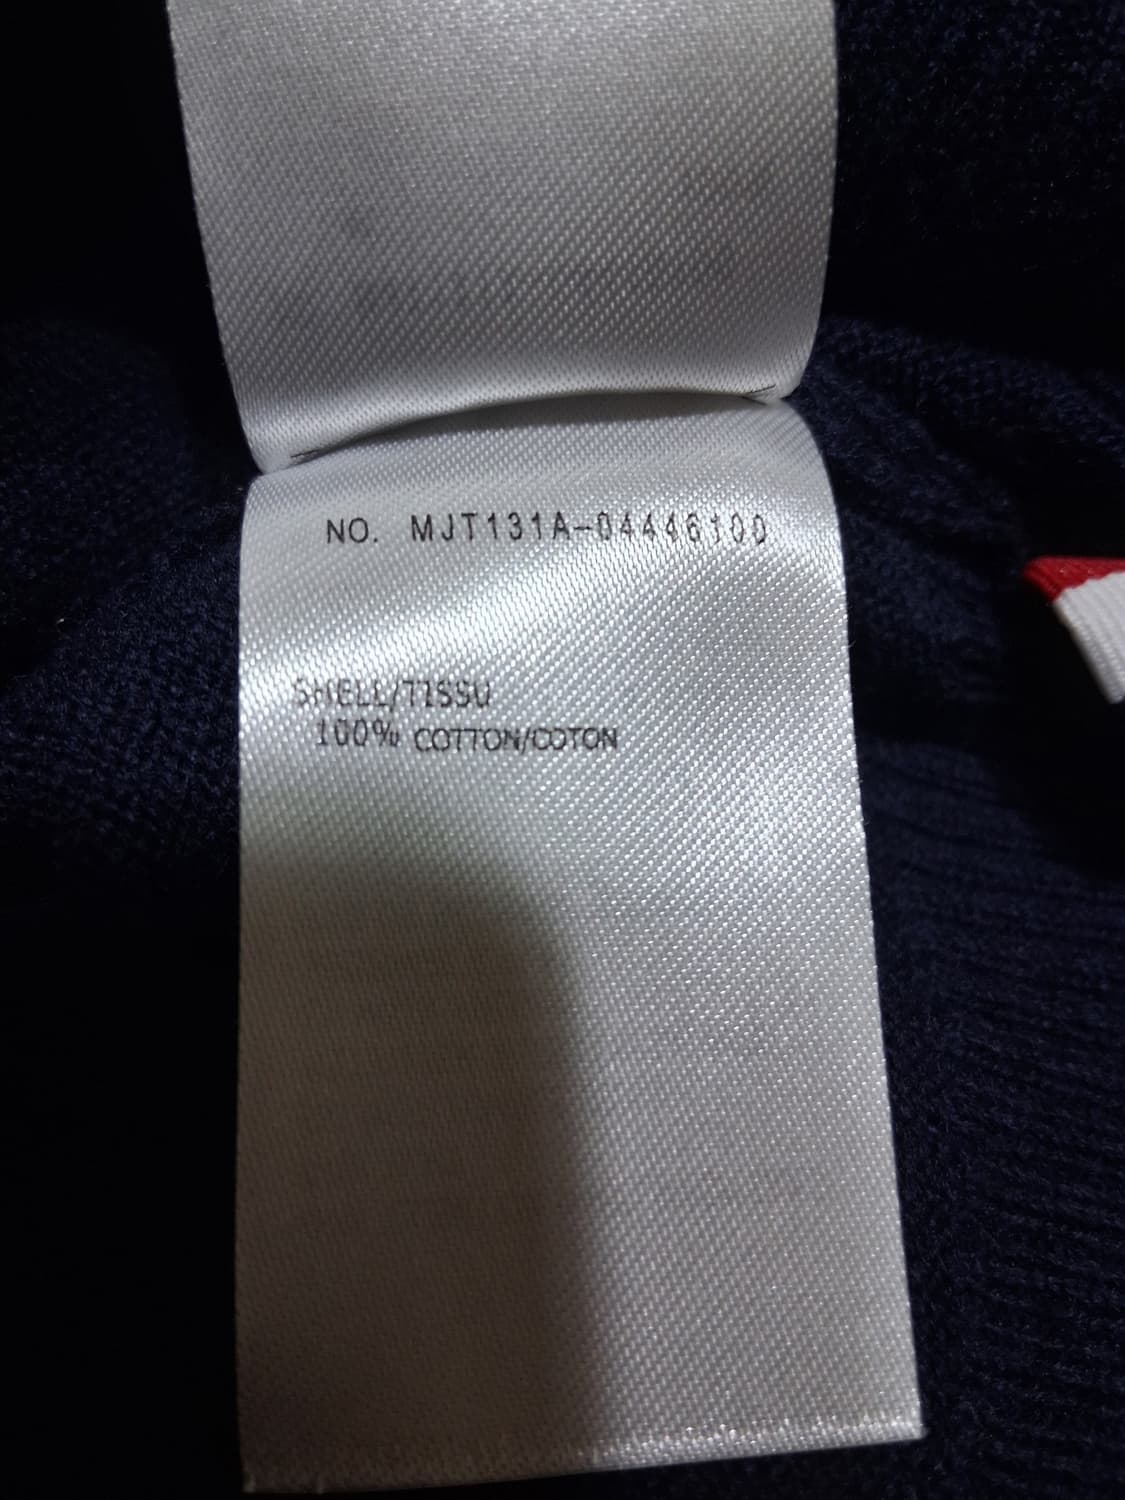 NO. MJT131A-04446100
SHELL/TISSU
100% COTTON/COTON